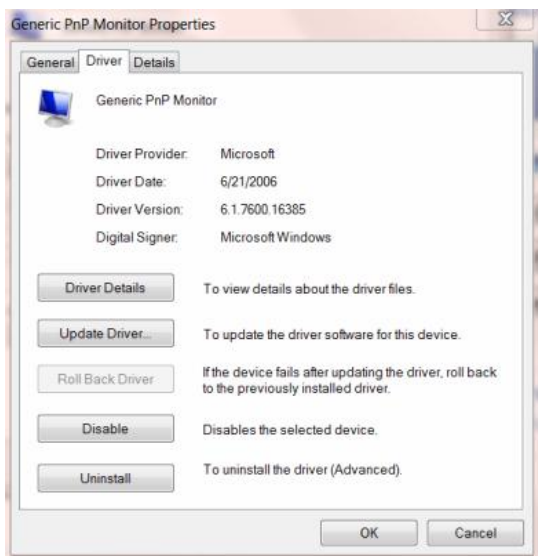 Generic PnP Monitor Properties
General Driver Details
Generic PnP Monitor
Driver Provider: Microsoft
Driver Date: 6/21/2006
Driver Version: 6.1.7600.16385
Digital Signer: Microsoft Windows
Driver Details To view details about the driver files.
Update Driver... To update the driver software for this device.
Roll Back Driver If the device fails after updating the driver, roll back
to the previously installed driver.
Disable Disables the selected device.
Uninstall To uninstall the driver (Advanced).
OK Cancel